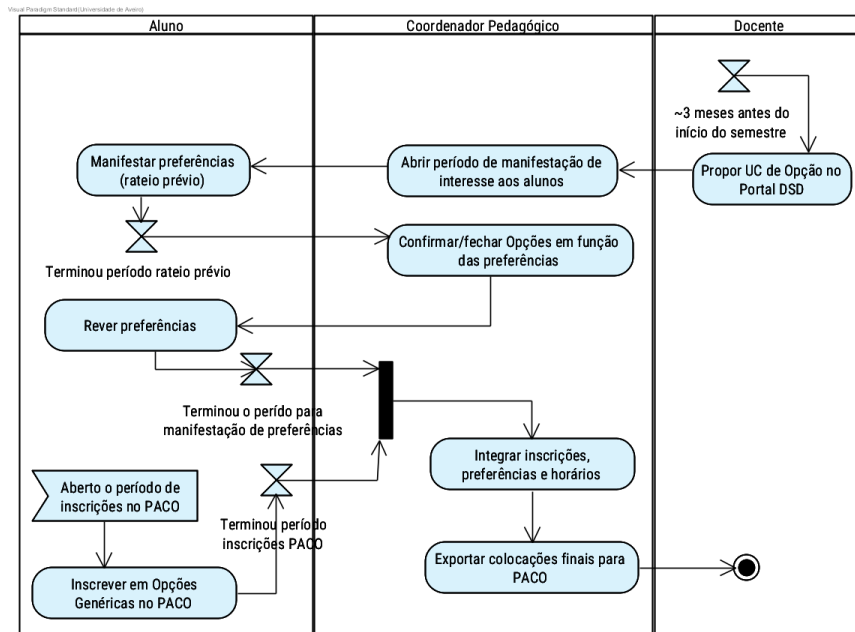 Visual Paradigm Standard(Universidade de Aveiro)
Aluno
Coordenador Pedagógico
Docente
~3 meses antes do
início do semestre
Manifestar preferências
(rateio prévio)
Abrir período de manifestação de
interesse aos alunos
Propor UC de Opção no
Portal DSD
Confirmar/fechar Opções em função
das preferências
Terminou período rateio prévio
Rever preferências
Terminou o perído para
manifestação de preferências
Integrar inscrições,
preferências e horários
Aberto o período de
inscrições no PACO
Terminou período
inscrições PACO
Exportar colocações finais para
PACO
Inscrever em Opções
Genéricas no PACO